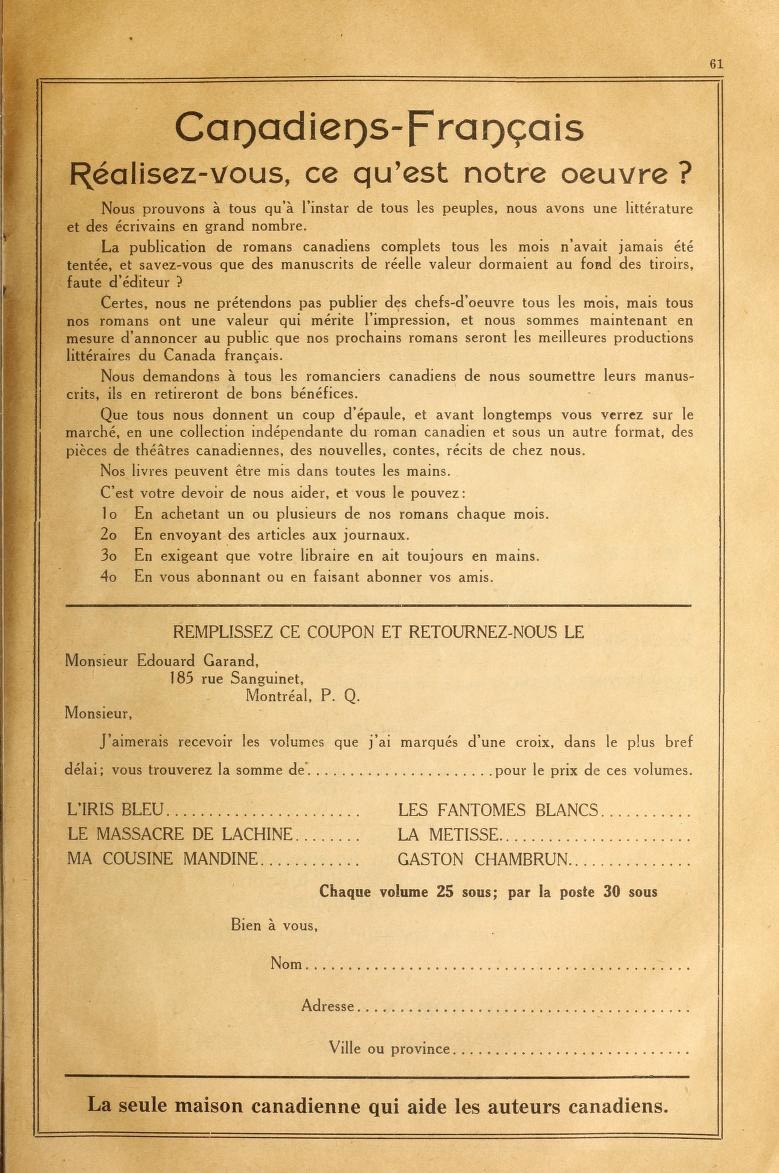 61
Canadiens-Français
Réalisez-vous, ce qu'est notre oeuvre ?
Nous prouvons à tous qu'à l'instar de tous les peuples, nous avons une littérature
et des écrivains en grand nombre.
La publication de romans canadiens complets tous les mois n'avait jamais été
tentée, et savez-vous que des manuscrits de réelle valeur dormaient au fond des tiroirs,
faute d'éditeur ?
Certes, nous ne prétendons pas publier des chefs-d'oeuvre tous les mois, mais tous
nos romans ont une valeur qui mérite l'impression, et nous sommes maintenant en
mesure d'annoncer au public que nos prochains romans seront les meilleures productions
littéraires du Canada français.
Nous demandons à tous les romanciers canadiens de nous soumettre leurs manus-
crits, ils en retireront de bons bénéfices.
Que tous nous donnent un coup d'épaule, et avant longtemps vous verrez sur le
marché, en une collection indépendante du roman canadien et sous un autre format, des
pièces de théâtres canadiennes, des nouvelles, contes, récits de chez nous.
Nos livres peuvent être mis dans toutes les mains.
C'est votre devoir de nous aider, et vous le pouvez:
1o En achetant un ou plusieurs de nos romans chaque mois.
2o En envoyant des articles aux journaux.
3o En exigeant que votre libraire en ait toujours en mains.
4o En vous abonnant ou en faisant abonner vos amis.
REMPLISSEZ CE COUPON ET RETOURNEZ-NOUS LE
Monsieur Edouard Garand,
185 rue Sanguinet,
Montréal, P. Q.
Monsieur,
J'aimerais recevoir les volumes que j'ai marqués d'une croix, dans le plus bref
délai; vous trouverez la somme de......................pour le prix de ces volumes.
L'IRIS BLEU....................... LES FANTOMES BLANCS...........
LE MASSACRE DE LACHINE........ LA METISSE.......................
MA COUSINE MANDINE............ GASTON CHAMBRUN...............
Chaque volume 25 sous; par la poste 30 sous
Bien à vous,
Nom.............................................
Adresse.......................................
Ville ou province............................
La seule maison canadienne qui aide les auteurs canadiens.